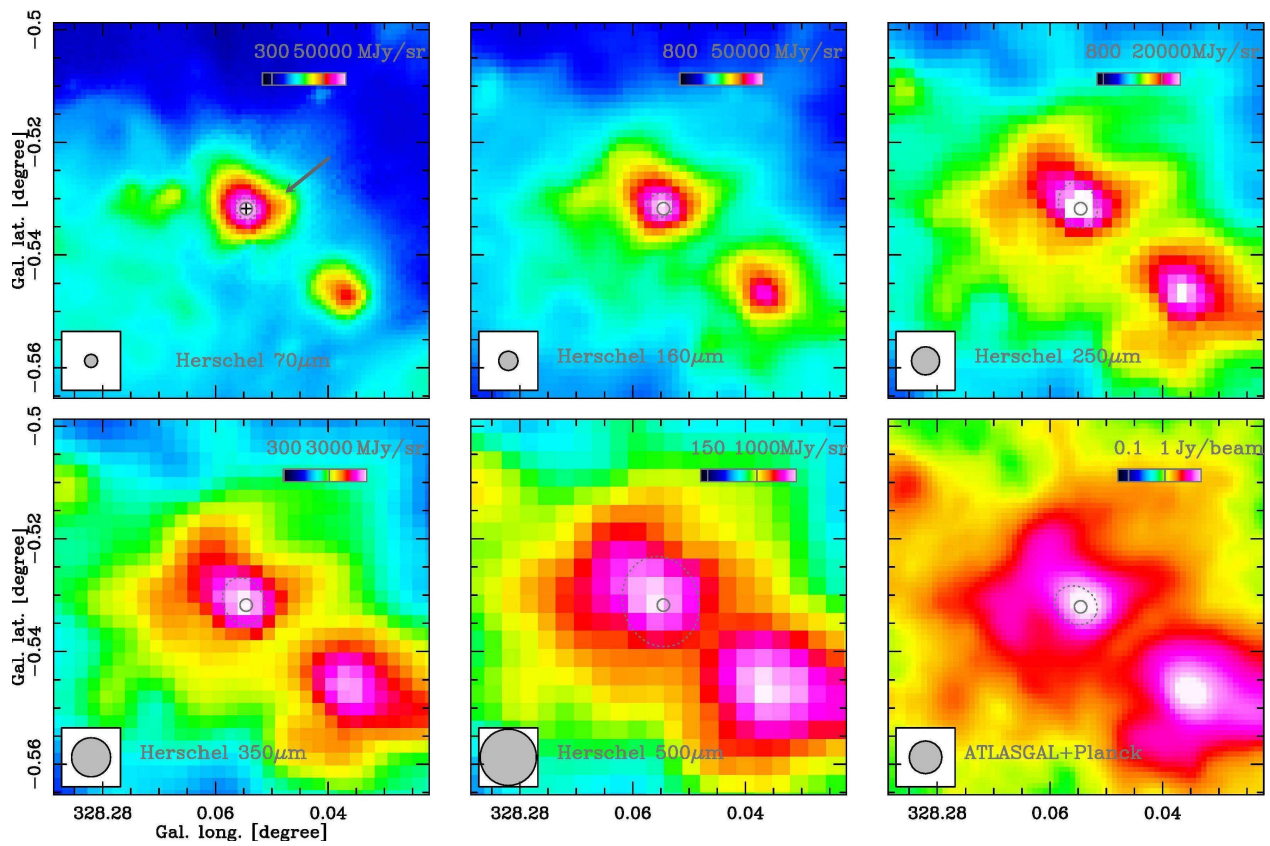 300 50000 MJy/sr
Herschel 70µm
800 50000 MJy/sr
Herschel 160µm
800 20000MJy/sr
Herschel 250µm
-0.5
-0.52
-0.54
-0.56
Gal. lat. [degree]
300 3000 MJy/sr
Herschel 350µm
150 1000MJy/sr
Herschel 500µm
0.1 1 Jy/beam
ATLASGAL+Planck
-0.5
-0.52
-0.54
-0.56
Gal. lat. [degree]
328.28 0.06 0.04
328.28 0.06 0.04
328.28 0.06 0.04
Gal. long. [degree]